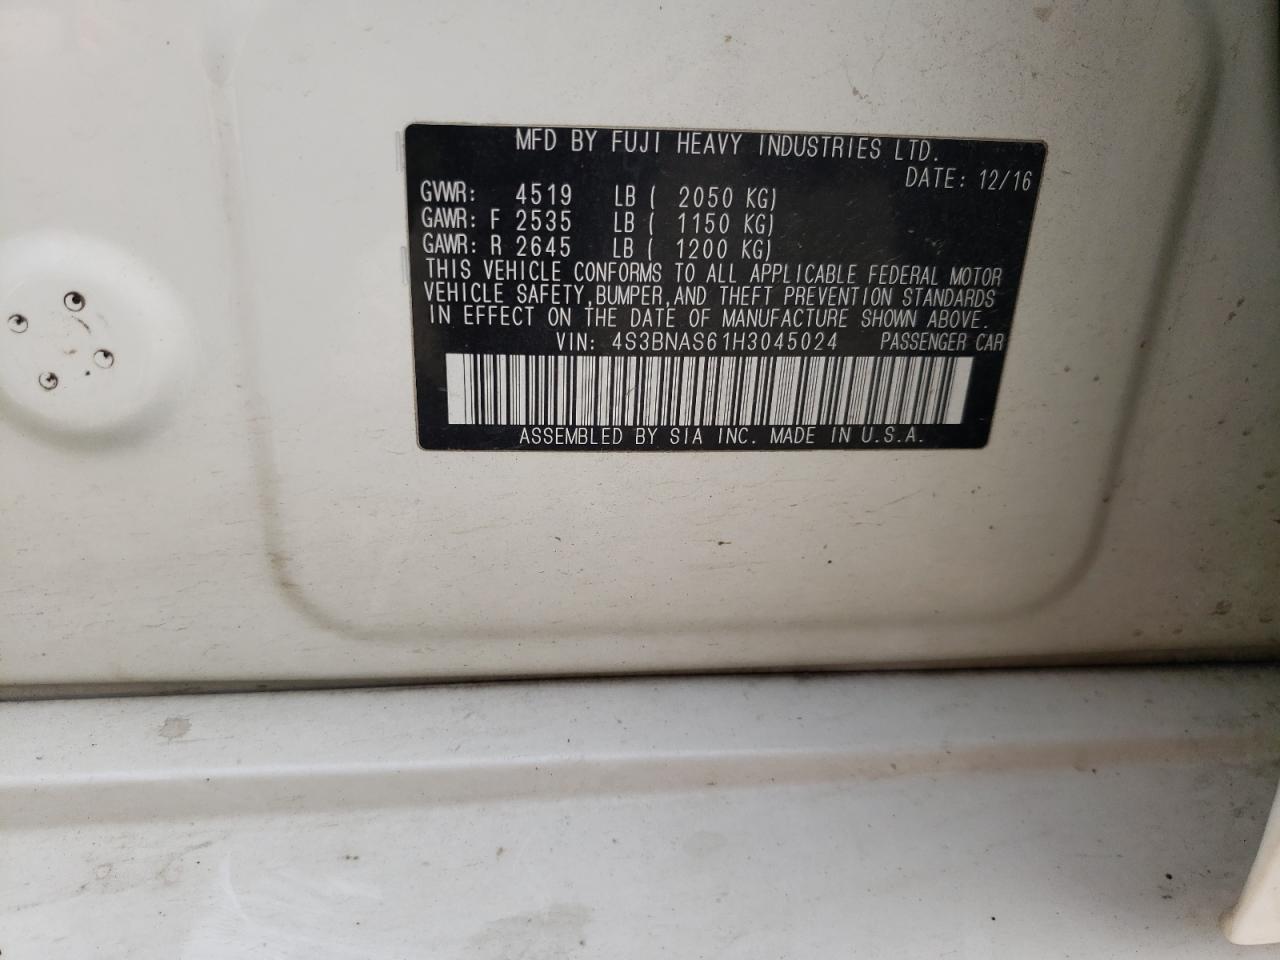 MFD BY FUJI HEAVY INDUSTRIES LTD.
DATE: 12/16
GVWR: 4519 LB ( 2050 KG)
GAWR: F 2535 LB ( 1150 KG)
GAWR: R 2645 LB ( 1200 KG)
THIS VEHICLE CONFORMS TO ALL APPLICABLE FEDERAL MOTOR
VEHICLE SAFETY,BUMPER,AND THEFT PREVENTION STANDARDS
IN EFFECT ON THE DATE OF MANUFACTURE SHOWN ABOVE.
VIN: 4S3BNAS61H3045024 PASSENGER CAR
ASSEMBLED BY SIA INC. MADE IN U.S.A.